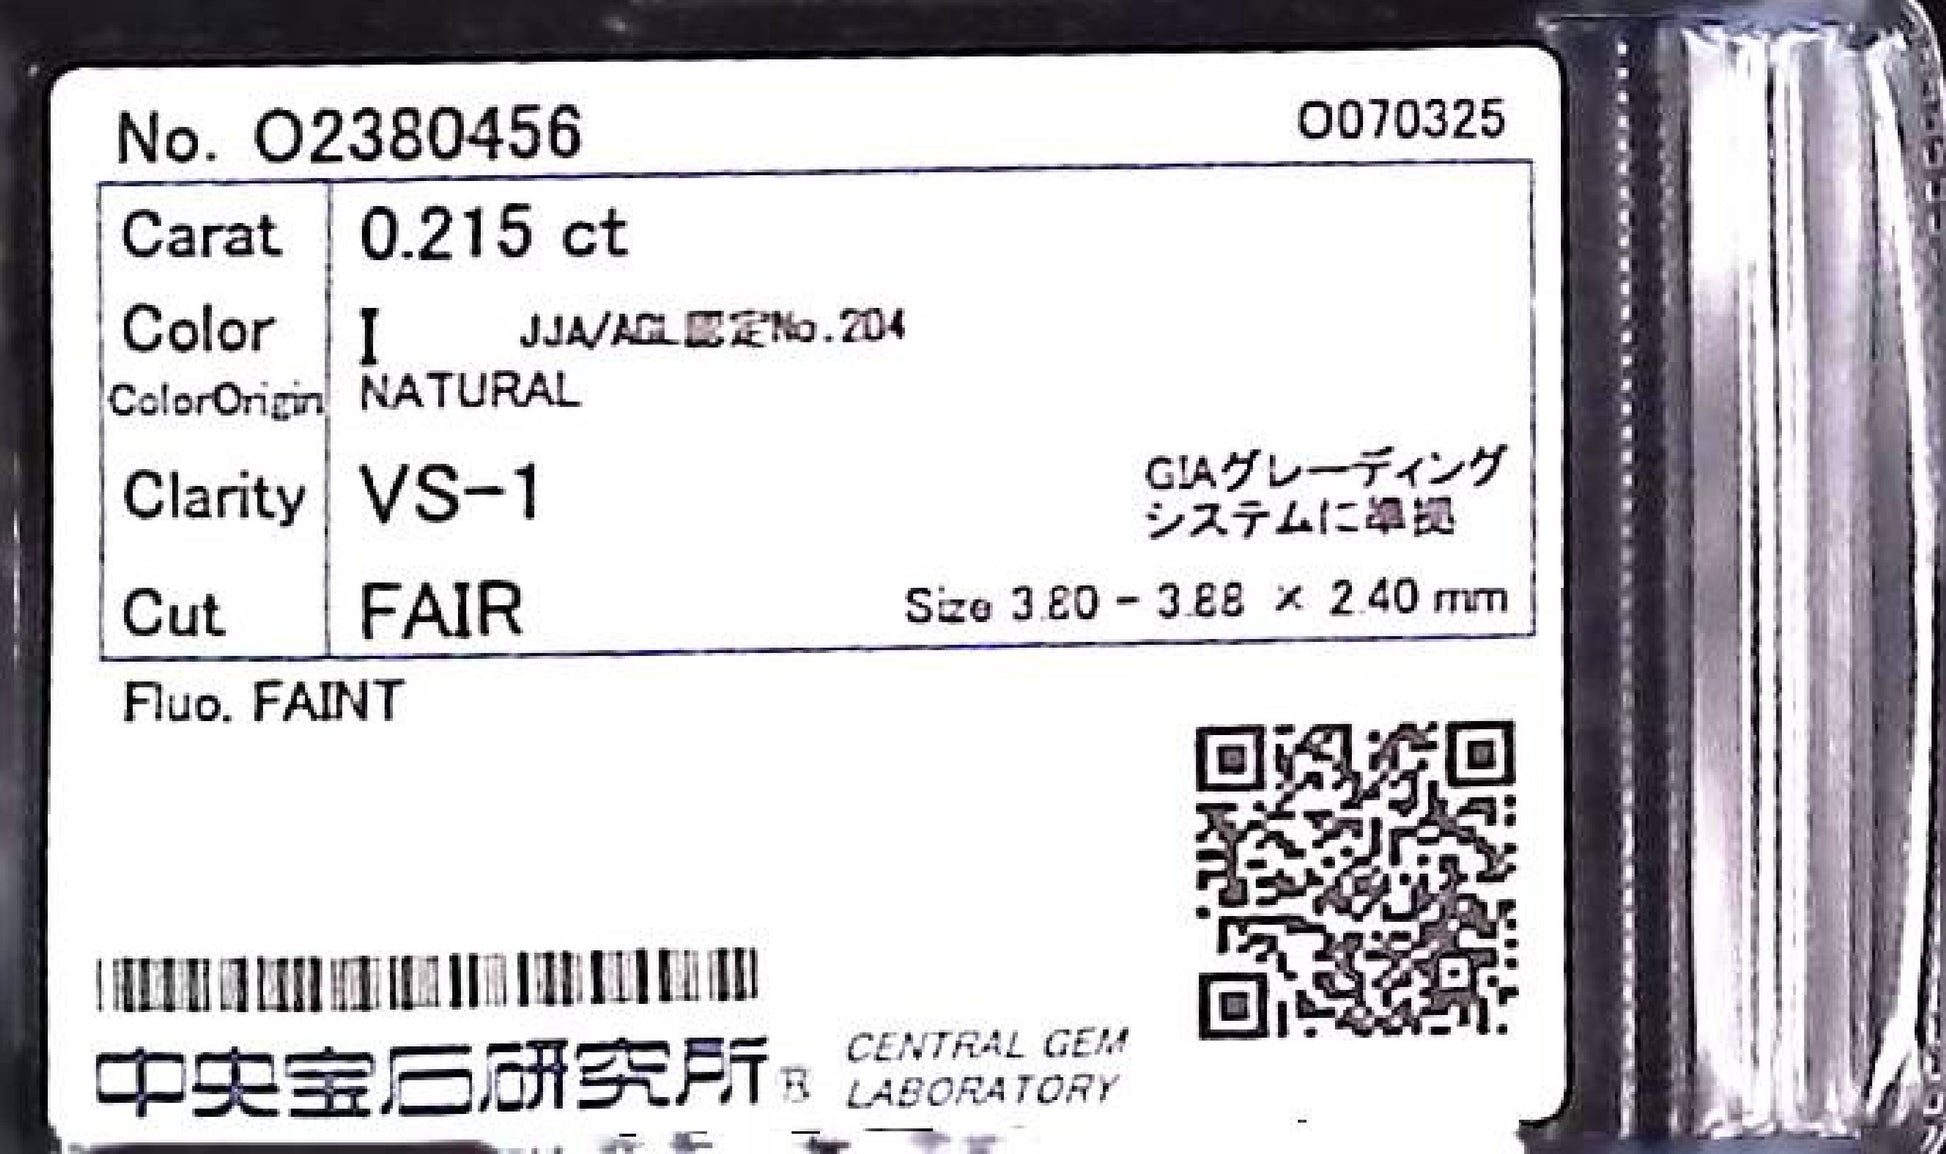 No. O2380456 O070325
Carat 0.215 ct
Color I JJA/AGL認定No.204
ColorOrigin NATURAL
Clarity VS-1
GIAグレーディング
システムに準拠
Cut FAIR Size 3.80 - 3.88 × 2.40 mm
Fluo. FAINT
中央宝石研究所 CENTRAL GEM
LABORATORY